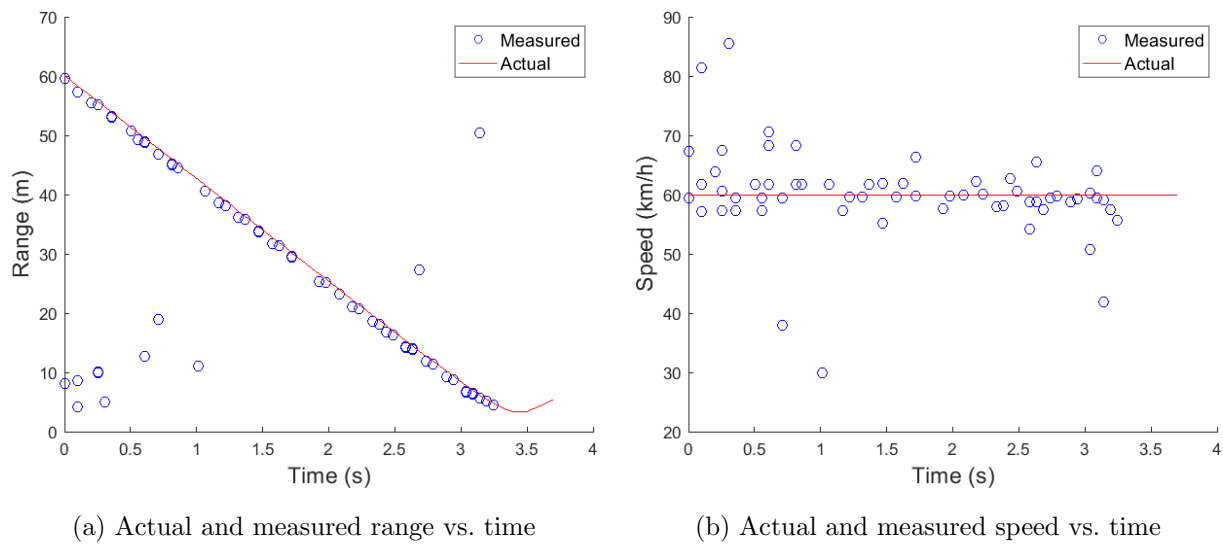 70
60
50
40
30
20
10
0
0 0.5 1 1.5 2 2.5 3 3.5 4
Range (m)
Time (s)
Measured
Actual
(a) Actual and measured range vs. time
90
80
70
60
50
40
30
20
0 0.5 1 1.5 2 2.5 3 3.5 4
Speed (km/h)
Time (s)
Measured
Actual
(b) Actual and measured speed vs. time